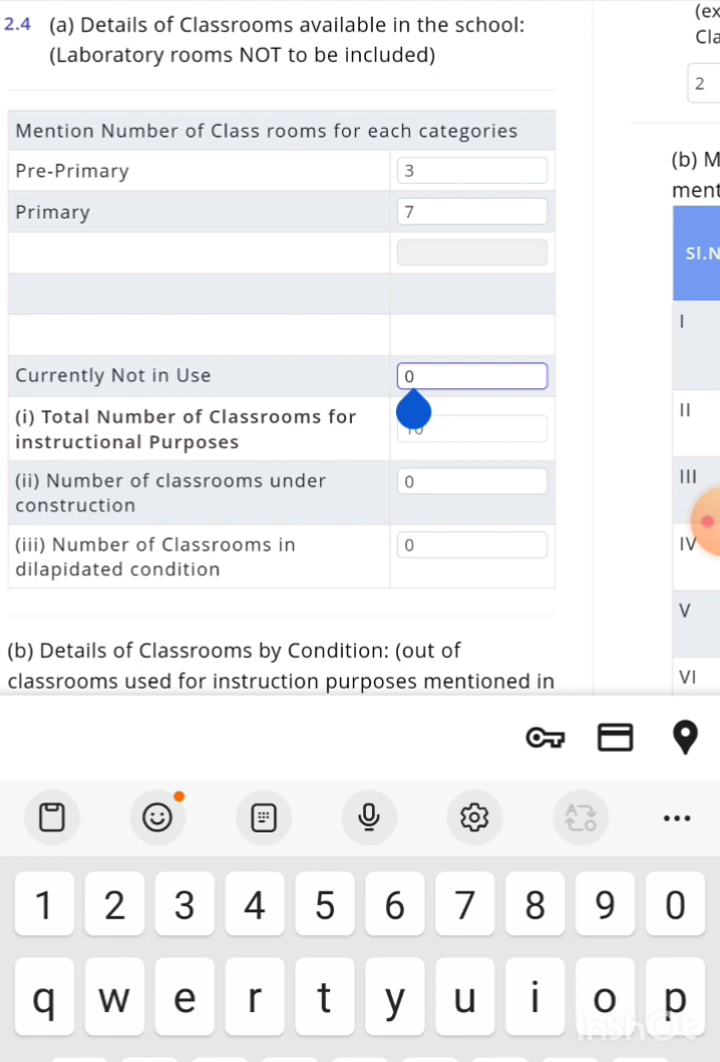 2.4 (a) Details of Classrooms available in the school:
(Laboratory rooms NOT to be included)
Mention Number of Class rooms for each categories
Pre-Primary 3
Primary 7
Currently Not in Use 0
(i) Total Number of Classrooms for
instructional Purposes
(ii) Number of classrooms under
construction 0
(iii) Number of Classrooms in
dilapidated condition 0
(b) Details of Classrooms by Condition: (out of
classrooms used for instruction purposes mentioned in
(ex
Cla
2
(b) M
ment
Sl.N
I
II
III
IV
V
VI
1 2 3 4 5 6 7 8 9 0
q w e r t y u i o p
InShOt